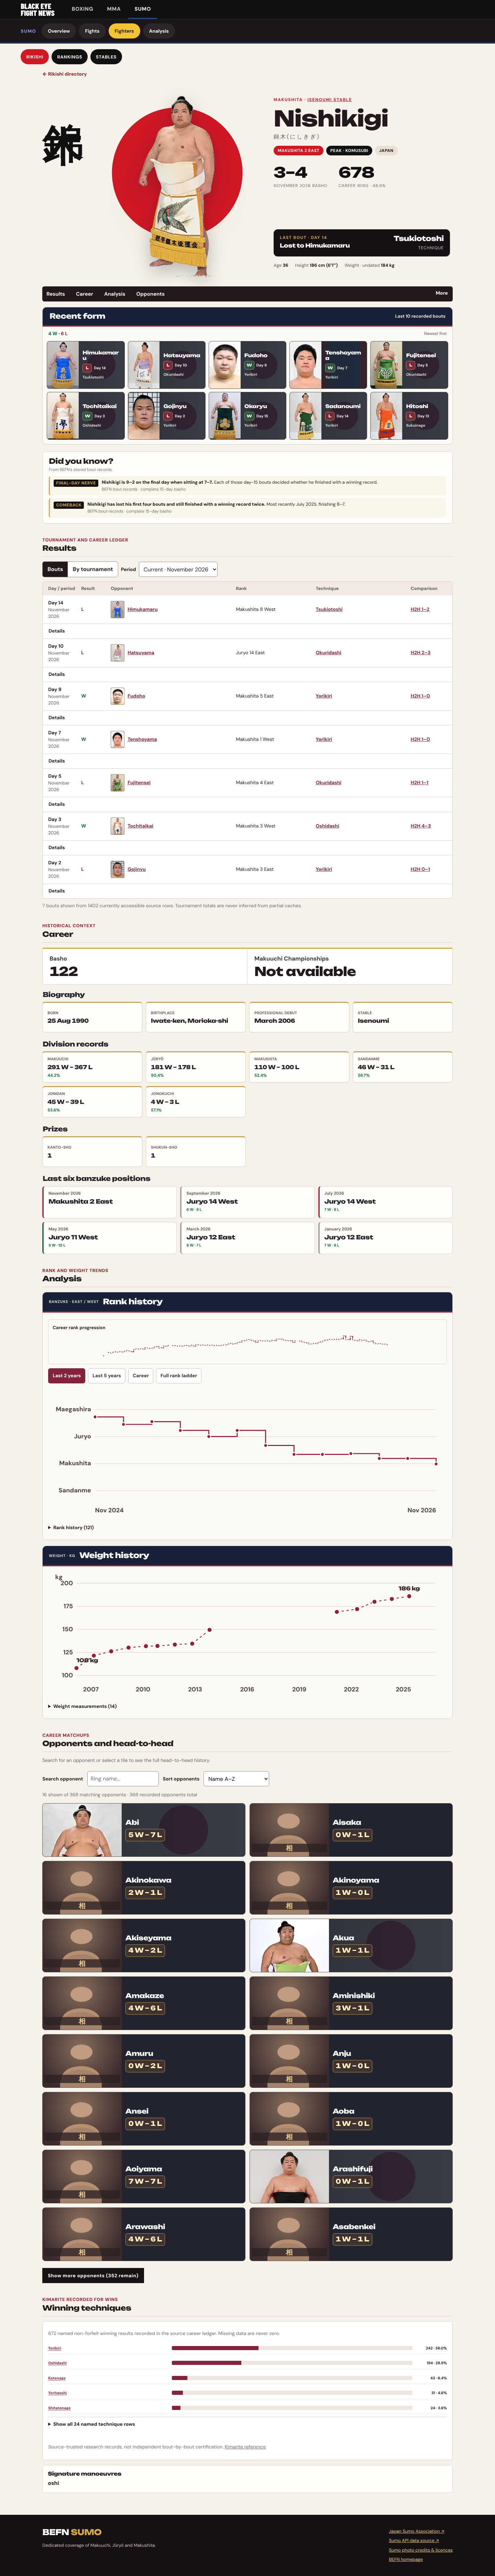 BLACK EYE
FIGHT NEWS
BOXING
MMA
SUMO
SUMO
Overview
Fights
Fighters
Analysis
RIKISHI
RANKINGS
STABLES
← Rikishi directory
錦木
MAKUSHITA · ISENOUMI STABLE
Nishikigi
錦木(にしきぎ)
MAKUSHITA 2 EAST
PEAK · KOMUSUBI
JAPAN
3–4
NOVEMBER 2026 BASHO
678
CAREER WINS · 46.6%
LAST BOUT · DAY 14
Lost to Himukamaru
Tsukiotoshi
TECHNIQUE
Age 36
Height 186 cm (6'1")
Weight · undated 184 kg
Results
Career
Analysis
Opponents
More
Recent form
Last 10 recorded bouts
4 W · 6 L
Newest first
Himukamaru
L Day 14
Tsukiotoshi
Hatsuyama
L Day 10
Okuridashi
Fudoho
W Day 9
Yorikiri
Tenshoyama
W Day 7
Yorikiri
Fujitensei
L Day 5
Okuridashi
Tochitaikai
W Day 3
Oshidashi
Gojinyu
L Day 2
Yorikiri
Okaryu
W Day 15
Yorikiri
Sadanoumi
L Day 14
Yorikiri
Hitoshi
L Day 13
Sukuinage
Did you know?
From BEFN's stored bout records.
FINAL-DAY NERVE
Nishikigi is 9–2 on the final day when sitting at 7–7. Each of those day-15 bouts decided whether he finished with a winning record.
BEFN bout records · complete 15-day basho
COMEBACK
Nishikigi has lost his first four bouts and still finished with a winning record twice. Most recently July 2025, finishing 8–7.
BEFN bout records · complete 15-day basho
TOURNAMENT AND CAREER LEDGER
Results
Bouts
By tournament
Period
Current · November 2026
Day / period
Result
Opponent
Rank
Technique
Comparison
Day 14
November
2026
L
Himukamaru
Makushita 8 West
Tsukiotoshi
H2H 1–2
Details
Day 10
November
2026
L
Hatsuyama
Juryo 14 East
Okuridashi
H2H 2–3
Details
Day 9
November
2026
W
Fudoho
Makushita 5 East
Yorikiri
H2H 1–0
Details
Day 7
November
2026
W
Tenshoyama
Makushita 1 West
Yorikiri
H2H 1–0
Details
Day 5
November
2026
L
Fujitensei
Makushita 4 East
Okuridashi
H2H 1–1
Details
Day 3
November
2026
W
Tochitaikai
Makushita 3 West
Oshidashi
H2H 4–3
Details
Day 2
November
2026
L
Gojinyu
Makushita 3 East
Yorikiri
H2H 0–1
Details
7 bouts shown from 1402 currently accessible source rows. Tournament totals are never inferred from partial caches.
HISTORICAL CONTEXT
Career
Basho
122
Makuuchi Championships
Not available
Biography
BORN
25 Aug 1990
BIRTHPLACE
Iwate-ken, Morioka-shi
PROFESSIONAL DEBUT
March 2006
STABLE
Isenoumi
Division records
MAKUUCHI
291 W – 367 L
44.2%
JŪRYŌ
181 W – 178 L
50.4%
MAKUSHITA
110 W – 100 L
52.4%
SANDANME
46 W – 31 L
59.7%
JONIDAN
45 W – 39 L
53.6%
JONOKUCHI
4 W – 3 L
57.1%
Prizes
KANTO-SHO
1
SHUKUN-SHO
1
Last six banzuke positions
November 2026
Makushita 2 East
September 2026
Juryo 14 West
July 2026
Juryo 14 West
May 2026
Juryo 11 West
March 2026
Juryo 12 East
January 2026
Juryo 12 East
RANK AND WEIGHT TRENDS
Analysis
BANZUKE · EAST / WEST
Rank history
Career rank progression
Last 2 years
Last 5 years
Career
Full rank ladder
Maegashira
Juryo
Makushita
Sandanme
Nov 2024
Nov 2026
▶ Rank history (121)
WEIGHT · KG
Weight history
kg
200
175
150
125
100
108 kg
186 kg
2007
2010
2013
2016
2019
2022
2025
▶ Weight measurements (14)
CAREER MATCHUPS
Opponents and head-to-head
Search for an opponent or select a tile to see the full head-to-head history.
Search opponent
Ring name...
Sort opponents
Name A–Z
16 shown of 368 matching opponents · 368 recorded opponents total
Abi
5 W – 7 L
Aisaka
0 W – 1 L
相
Akinokawa
2 W – 1 L
相
Akinoyama
1 W – 0 L
相
Akiseyama
4 W – 2 L
相
Akua
1 W – 1 L
Amakaze
4 W – 6 L
相
Aminishiki
3 W – 1 L
相
Amuru
0 W – 2 L
相
Anju
1 W – 0 L
相
Ansei
0 W – 1 L
相
Aoba
1 W – 0 L
相
Aoiyama
7 W – 7 L
相
Arashifuji
0 W – 1 L
Arawashi
4 W – 6 L
相
Asabenkei
1 W – 1 L
相
Show more opponents (352 remain)
KIMARITE RECORDED FOR WINS
Winning techniques
672 named non-forfeit winning results recorded in the source career ledger. Missing data are never zero.
Yorikiri
242 · 36.0%
Oshidashi
194 · 28.9%
Kotenage
43 · 6.4%
Yoritaoshi
31 · 4.6%
Shitatenage
24 · 3.6%
▶ Show all 24 named technique rows
Source-trusted research records, not independent bout-by-bout certification. Kimarite reference.
Signature manoeuvres
oshi
BEFN SUMO
Dedicated coverage of Makuuchi, Jūryō and Makushita.
Japan Sumo Association ↗
Sumo API data source ↗
Sumo photo credits & licences
BEFN homepage